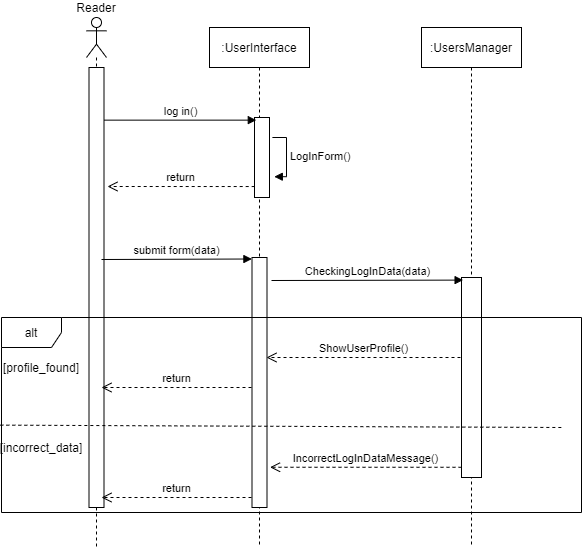 Reader
:UserInterface
:UsersManager
log in()
LogInForm()
return
submit form(data)
CheckingLogInData(data)
alt
ShowUserProfile()
[profile_found]
return
[incorrect_data]
IncorrectLogInDataMessage()
return